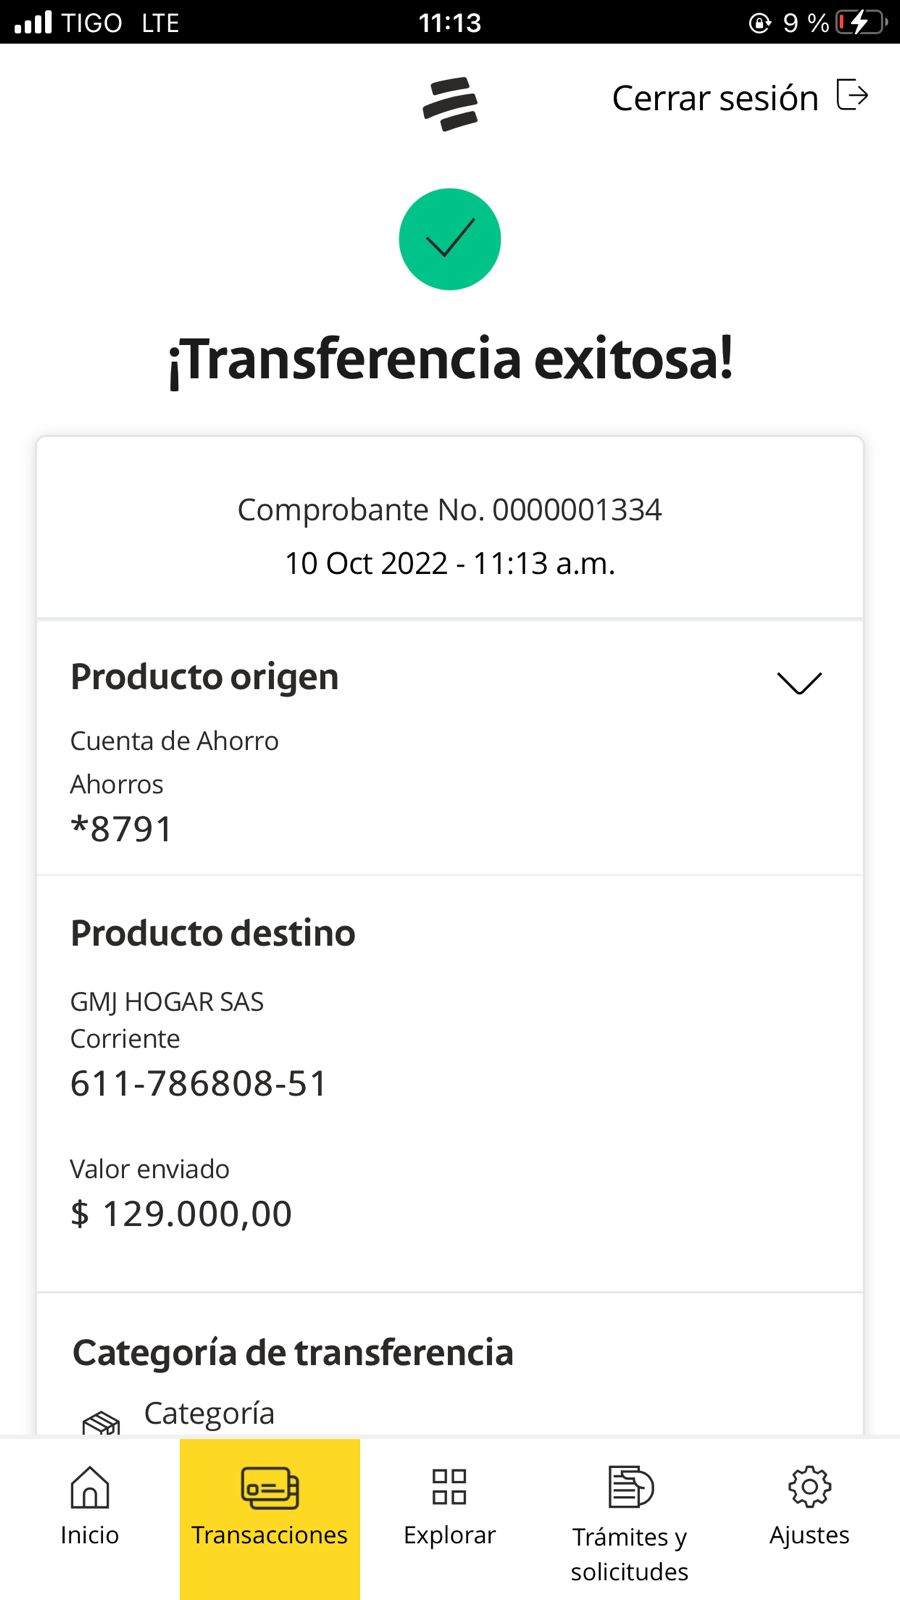 TIGO LTE 11:13 9 %
Cerrar sesión
¡Transferencia exitosa!
Comprobante No. 0000001334
10 Oct 2022 - 11:13 a.m.
Producto origen
Cuenta de Ahorro
Ahorros
*8791
Producto destino
GMJ HOGAR SAS
Corriente
611-786808-51
Valor enviado
$ 129.000,00
Categoría de transferencia
Categoría
Inicio
Transacciones
Explorar
Trámites y
solicitudes
Ajustes